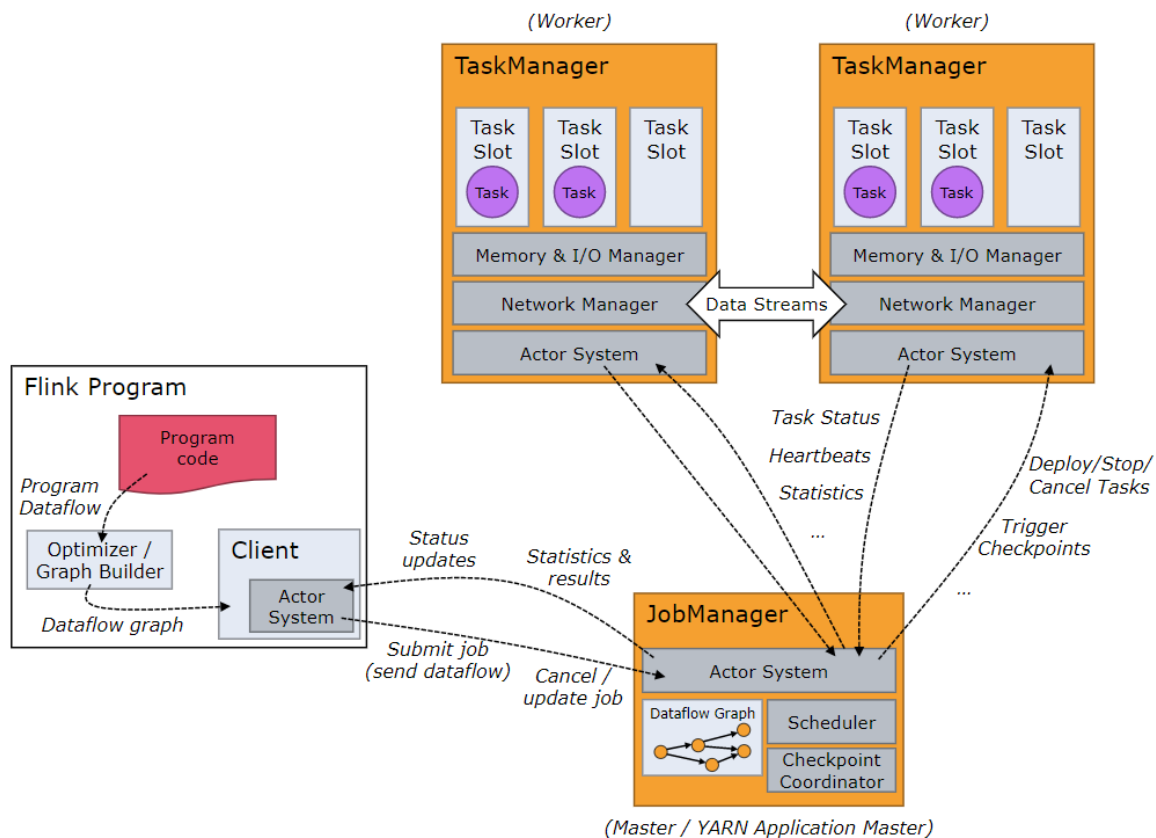 (Worker)
(Worker)
TaskManager
TaskManager
Task
Slot
Task
Slot
Task
Slot
Task
Slot
Task
Slot
Task
Slot
Task
Task
Task
Task
Memory & I/O Manager
Memory & I/O Manager
Network Manager
Data Streams
Network Manager
Actor System
Actor System
Flink Program
Program
code
Program
Dataflow
Optimizer /
Graph Builder
Dataflow graph
Client
Actor
System
Status
updates
Statistics &
results
Submit job
(send dataflow)
Cancel /
update job
Task Status
Heartbeats
Statistics
...
Deploy/Stop/
Cancel Tasks
Trigger
Checkpoints
...
JobManager
Actor System
Dataflow Graph
Scheduler
Checkpoint
Coordinator
(Master / YARN Application Master)